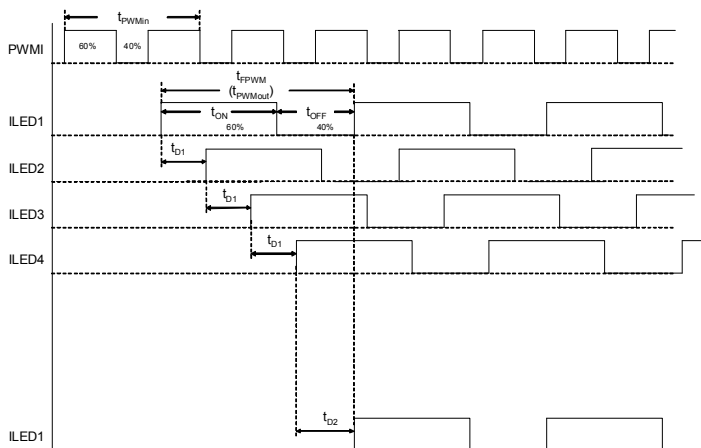 tPWMin
PWMI
60%
40%
tFPWM
(tPWMout)
tON
tOFF
ILED1
60%
40%
tD1
ILED2
tD1
ILED3
tD1
ILED4
tD2
ILED1